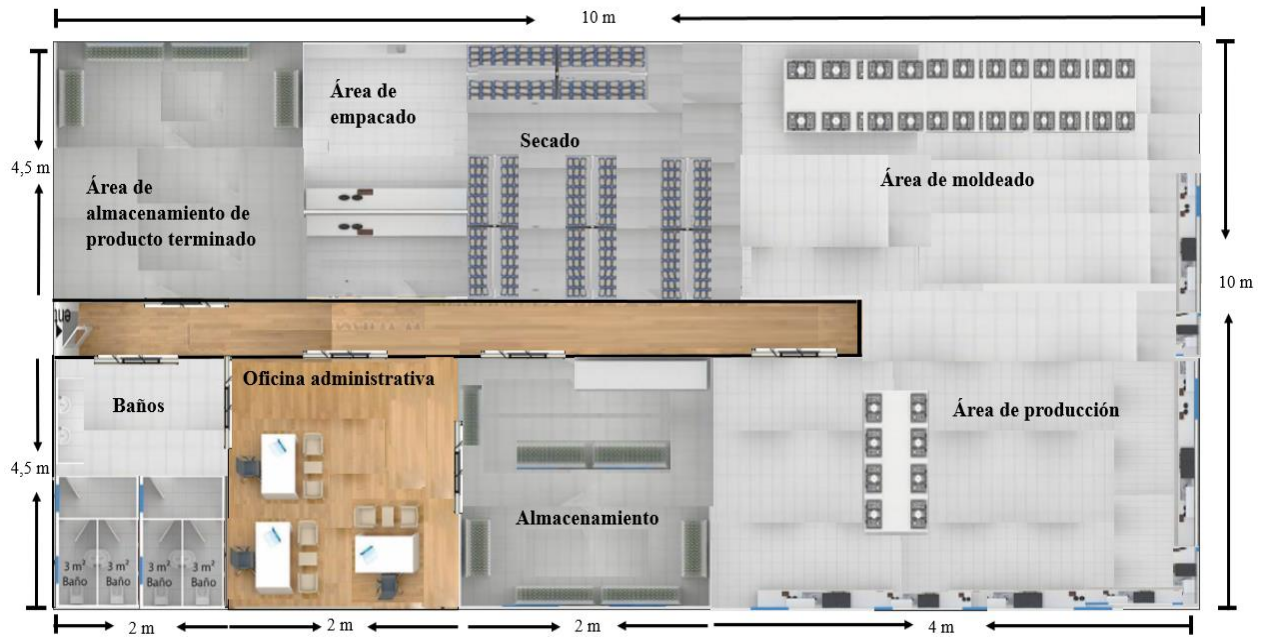 10 m
Área de
empacado
Secado
4,5 m
Área de
almacenamiento de
producto terminado
Área de moldeado
10 m
ent
Oficina administrativa
Baños
Área de producción
4,5 m
Almacenamiento
3 m² 3 m² 3 m² 3 m²
Baño Baño Baño Baño
2 m 2 m 2 m 4 m